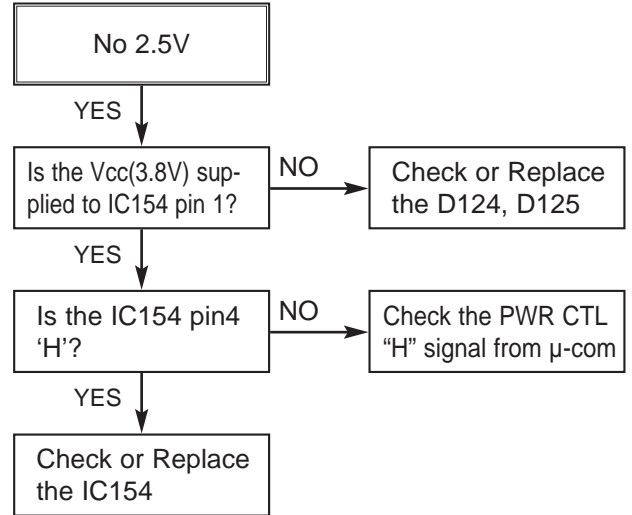 No 2.5V
YES
Is the Vcc(3.8V) sup-
plied to IC154 pin 1?
NO
Check or Replace
the D124, D125
YES
Is the IC154 pin4
‘H’?
NO
Check the PWR CTL
“H” signal from µ-com
YES
Check or Replace
the IC154